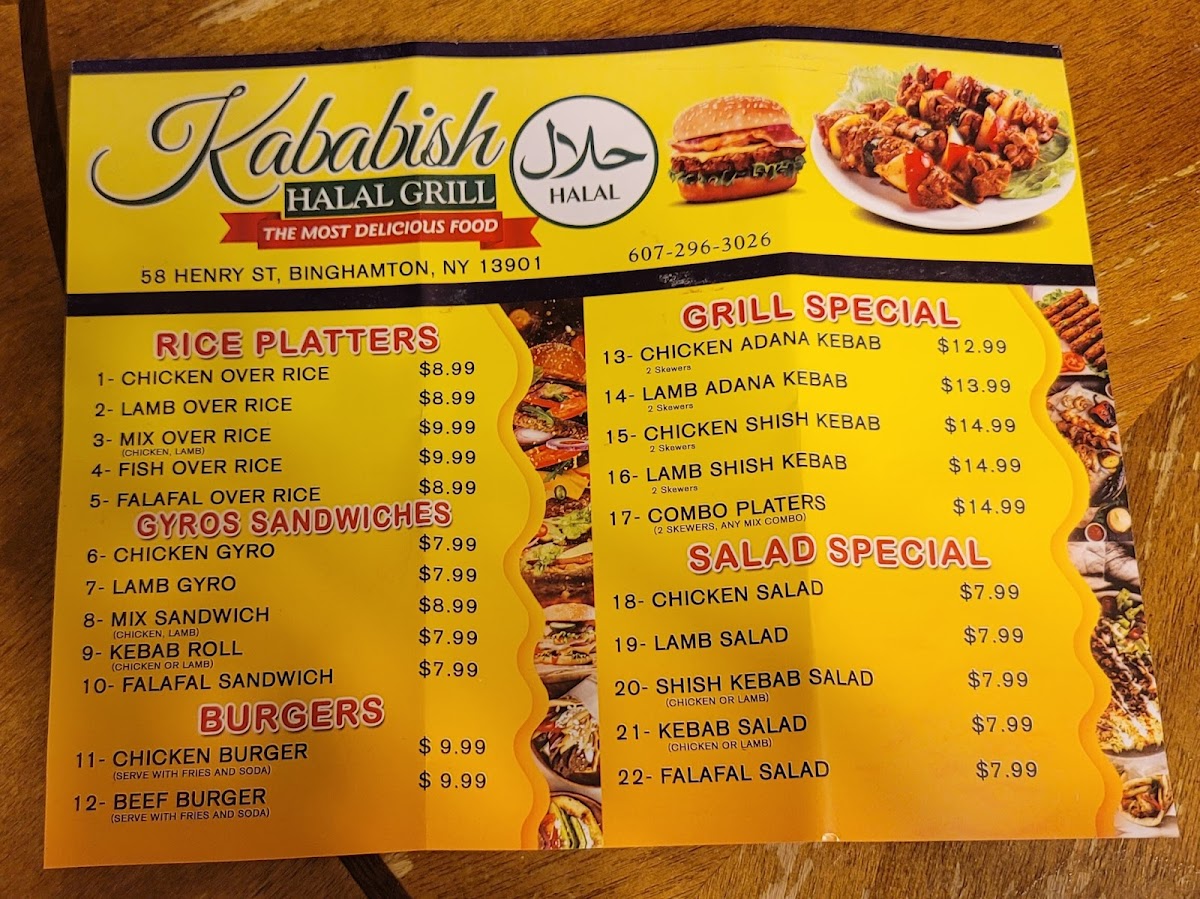 Kababish
HALAL GRILL
THE MOST DELICIOUS FOOD
حلال
HALAL
58 HENRY ST, BINGHAMTON, NY 13901
607-296-3026
RICE PLATTERS
1- CHICKEN OVER RICE $8.99
2- LAMB OVER RICE $8.99
3- MIX OVER RICE $9.99
(CHICKEN, LAMB)
4- FISH OVER RICE $9.99
5- FALAFAL OVER RICE $8.99
GYROS SANDWICHES
6- CHICKEN GYRO $7.99
7- LAMB GYRO $7.99
8- MIX SANDWICH $8.99
(CHICKEN, LAMB)
9- KEBAB ROLL $7.99
(CHICKEN OR LAMB)
10- FALAFAL SANDWICH $7.99
BURGERS
11- CHICKEN BURGER $ 9.99
(SERVE WITH FRIES AND SODA)
12- BEEF BURGER $ 9.99
(SERVE WITH FRIES AND SODA)
GRILL SPECIAL
13- CHICKEN ADANA KEBAB $12.99
2 Skewers
14- LAMB ADANA KEBAB $13.99
2 Skewers
15- CHICKEN SHISH KEBAB $14.99
2 Skewers
16- LAMB SHISH KEBAB $14.99
2 Skewers
17- COMBO PLATERS $14.99
(2 SKEWERS, ANY MIX COMBO)
SALAD SPECIAL
18- CHICKEN SALAD $7.99
19- LAMB SALAD $7.99
20- SHISH KEBAB SALAD $7.99
(CHICKEN OR LAMB)
21- KEBAB SALAD $7.99
(CHICKEN OR LAMB)
22- FALAFAL SALAD $7.99